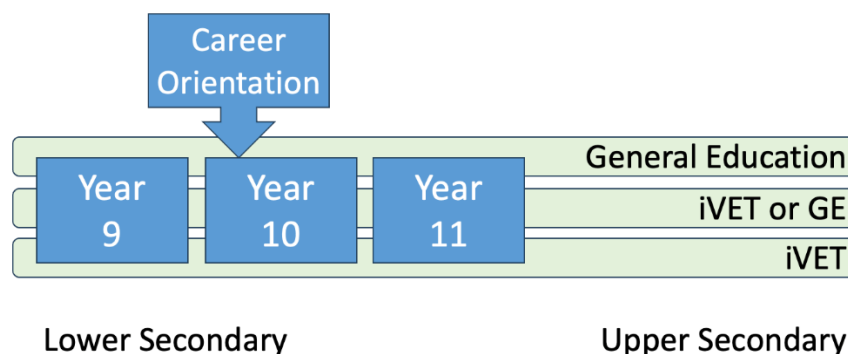 Career
Orientation
General Education
Year
9
Year
10
Year
11
iVET or GE
iVET
Lower Secondary
Upper Secondary